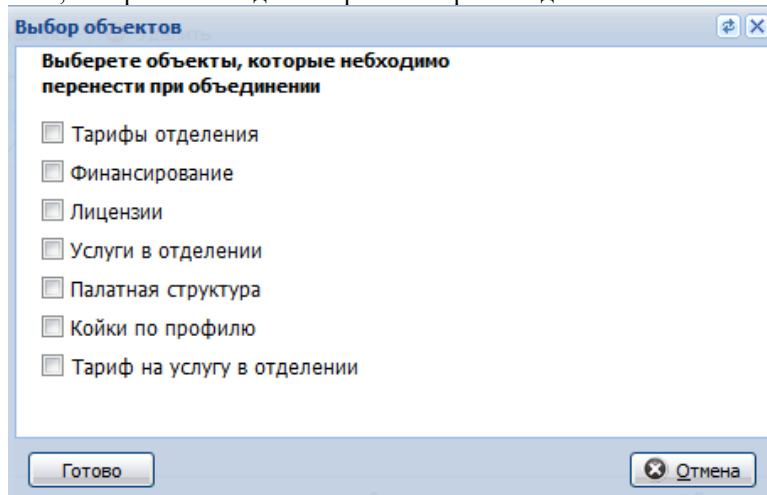 Выбор объектов
Выберете объекты, которые небходимо
перенести при объединении
Тарифы отделения
Финансирование
Лицензии
Услуги в отделении
Палатная структура
Койки по профилю
Тариф на услугу в отделении
Готово
Отмена